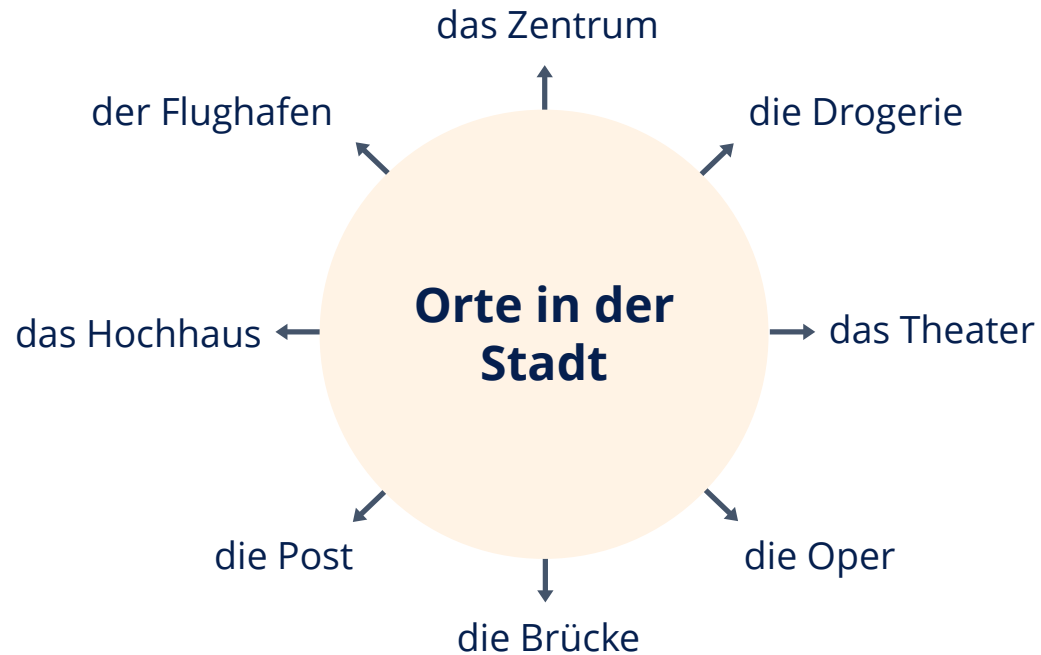 das Zentrum
der Flughafen
die Drogerie
Orte in der
Stadt
das Hochhaus
das Theater
die Post
die Oper
die Brücke